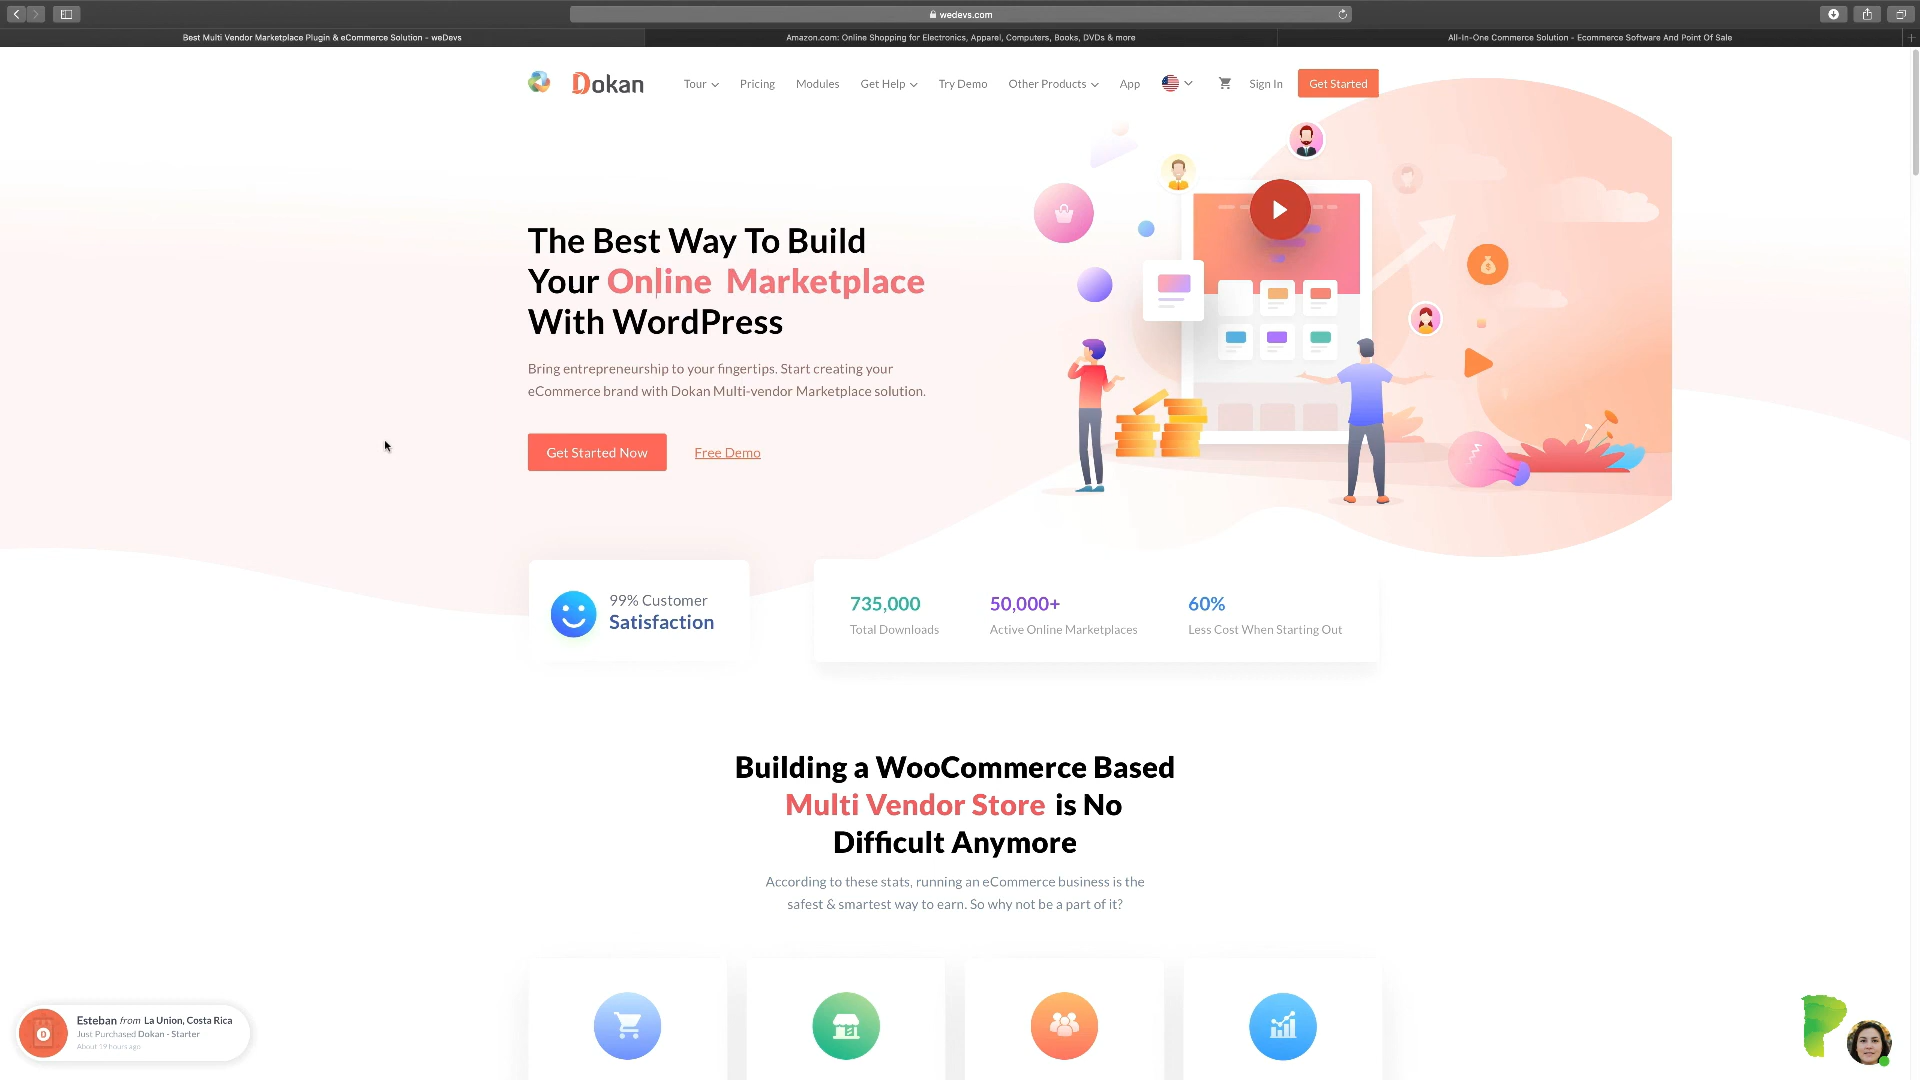 wedevs.com
Best Multi Vendor Marketplace Plugin & eCommerce Solution - weDevs
Amazon.com: Online Shopping for Electronics, Apparel, Computers, Books, DVDs & more
All-In-One Commerce Solution - Ecommerce Software And Point Of Sale
Dokan
Tour
Pricing
Modules
Get Help
Try Demo
Other Products
App
Sign In
Get Started
The Best Way To Build
Your Online Marketplace
With WordPress
Bring entrepreneurship to your fingertips. Start creating your
eCommerce brand with Dokan Multi-vendor Marketplace solution.
Get Started Now
Free Demo
99% Customer
Satisfaction
735,000
Total Downloads
50,000+
Active Online Marketplaces
60%
Less Cost When Starting Out
Building a WooCommerce Based
Multi Vendor Store is No
Difficult Anymore
According to these stats, running an eCommerce business is the
safest & smartest way to earn. So why not be a part of it?
Esteban from La Union, Costa Rica
Just Purchased Dokan - Starter
About 19 hours ago